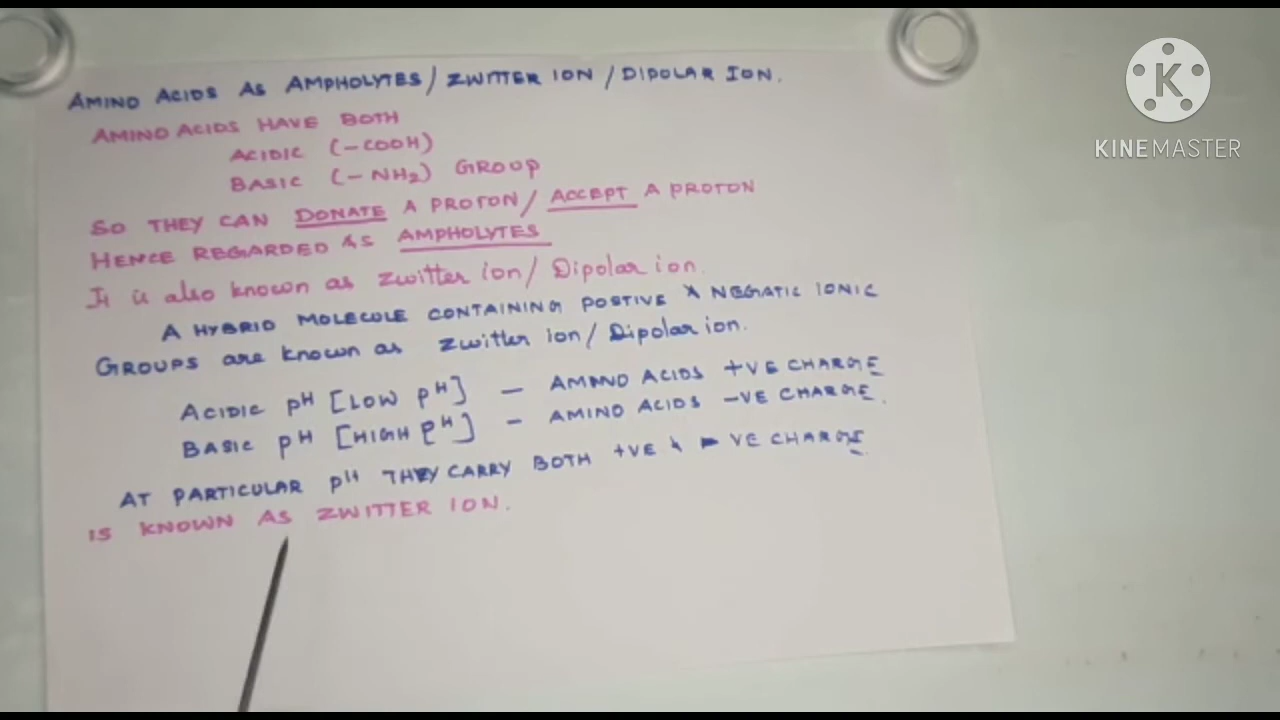 AMINO ACIDS AS AMPHOLYTES/ ZWITTER ION / DIPOLAR ION.
AMINO ACIDS HAVE BOTH
ACIDIC (-COOH)
BASIC (-NH2) GROUP
SO THEY CAN DONATE A PROTON/ ACCEPT A PROTON
HENCE REGARDED AS AMPHOLYTES
It is also known as zwitter ion/ Dipolar ion.
A HYBRID MOLECULE CONTAINING POSTIVE & NEGATIC IONIC
GROUPS are known as zwitter ion/ Dipolar ion.
ACIDIC pH [LOW pH] - AMINO ACIDS +VE CHARGE
BASIC pH [HIGH pH] - AMINO ACIDS -VE CHARGE.
AT PARTICULAR pH THEY CARRY BOTH +VE & -VE CHARGE
IS KNOWN AS ZWITTER ION.
K
KINEMASTER